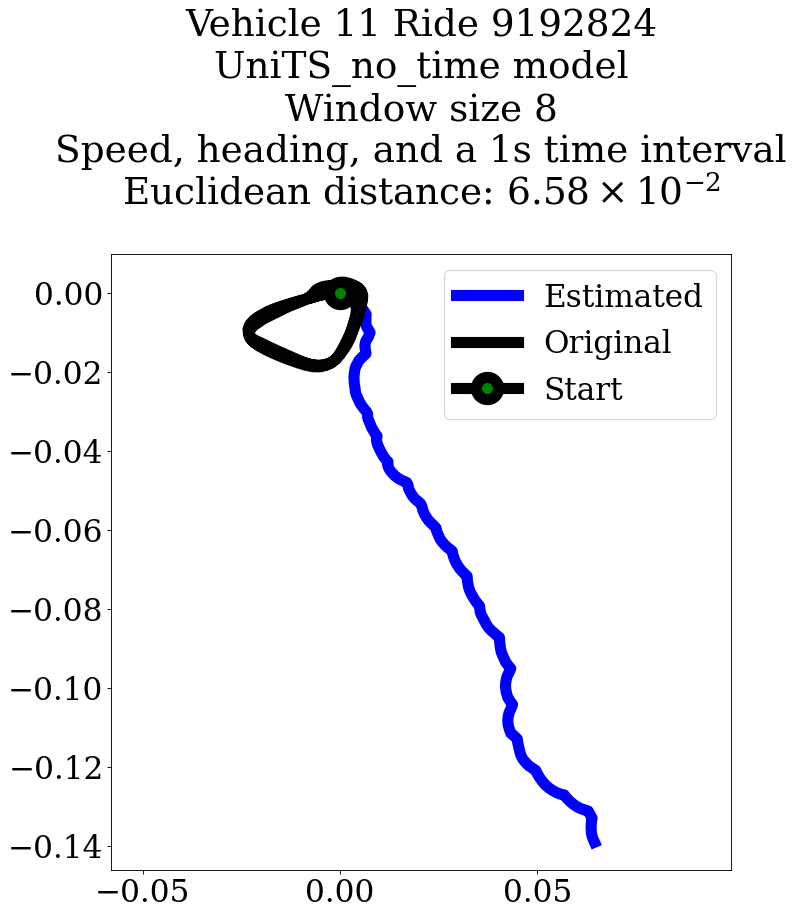 Vehicle 11 Ride 9192824
UniTS_no_time model
Window size 8
Speed, heading, and a 1s time interval
Euclidean distance: 6.58 × 10⁻²
Estimated
Original
Start
0.00
−0.02
−0.04
−0.06
−0.08
−0.10
−0.12
−0.14
−0.05 0.00 0.05